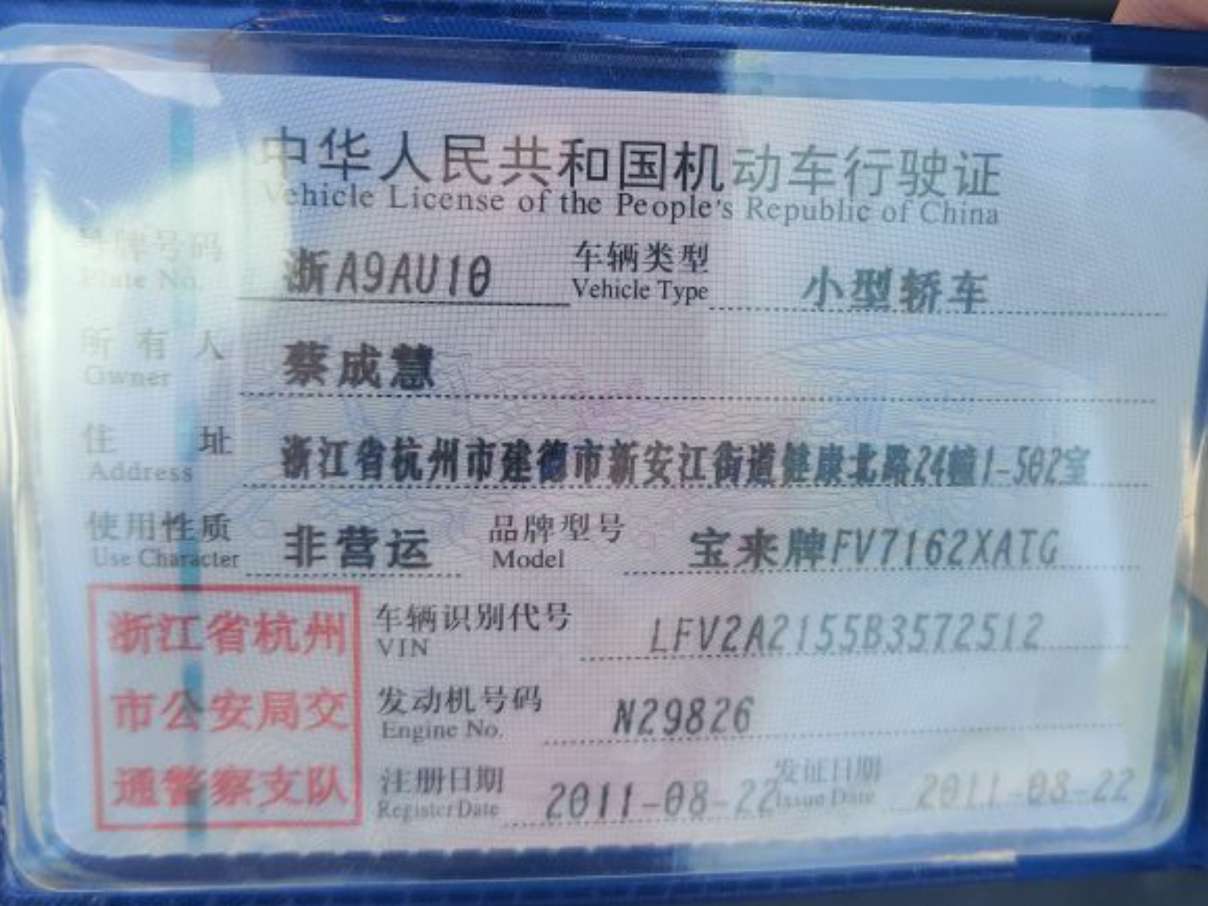 中华人民共和国机动车行驶证
Vehicle License of the People's Republic of China
号牌号码 浙A9AU10 车辆类型 小型轿车
Plate No. Vehicle Type
所有人 蔡成慧
Owner
住址 浙江省杭州市建德市新安江街道健康北路24幢1-502室
Address
使用性质 非营运 品牌型号 宝来牌FV7162XATG
Use Character Model
浙江省杭州
市公安局交
通警察支队
车辆识别代号 LFV2A2155B3572512
VIN
发动机号码 N29826
Engine No.
注册日期 2011-08-22 发证日期 2011-08-22
Register Date Issue Date